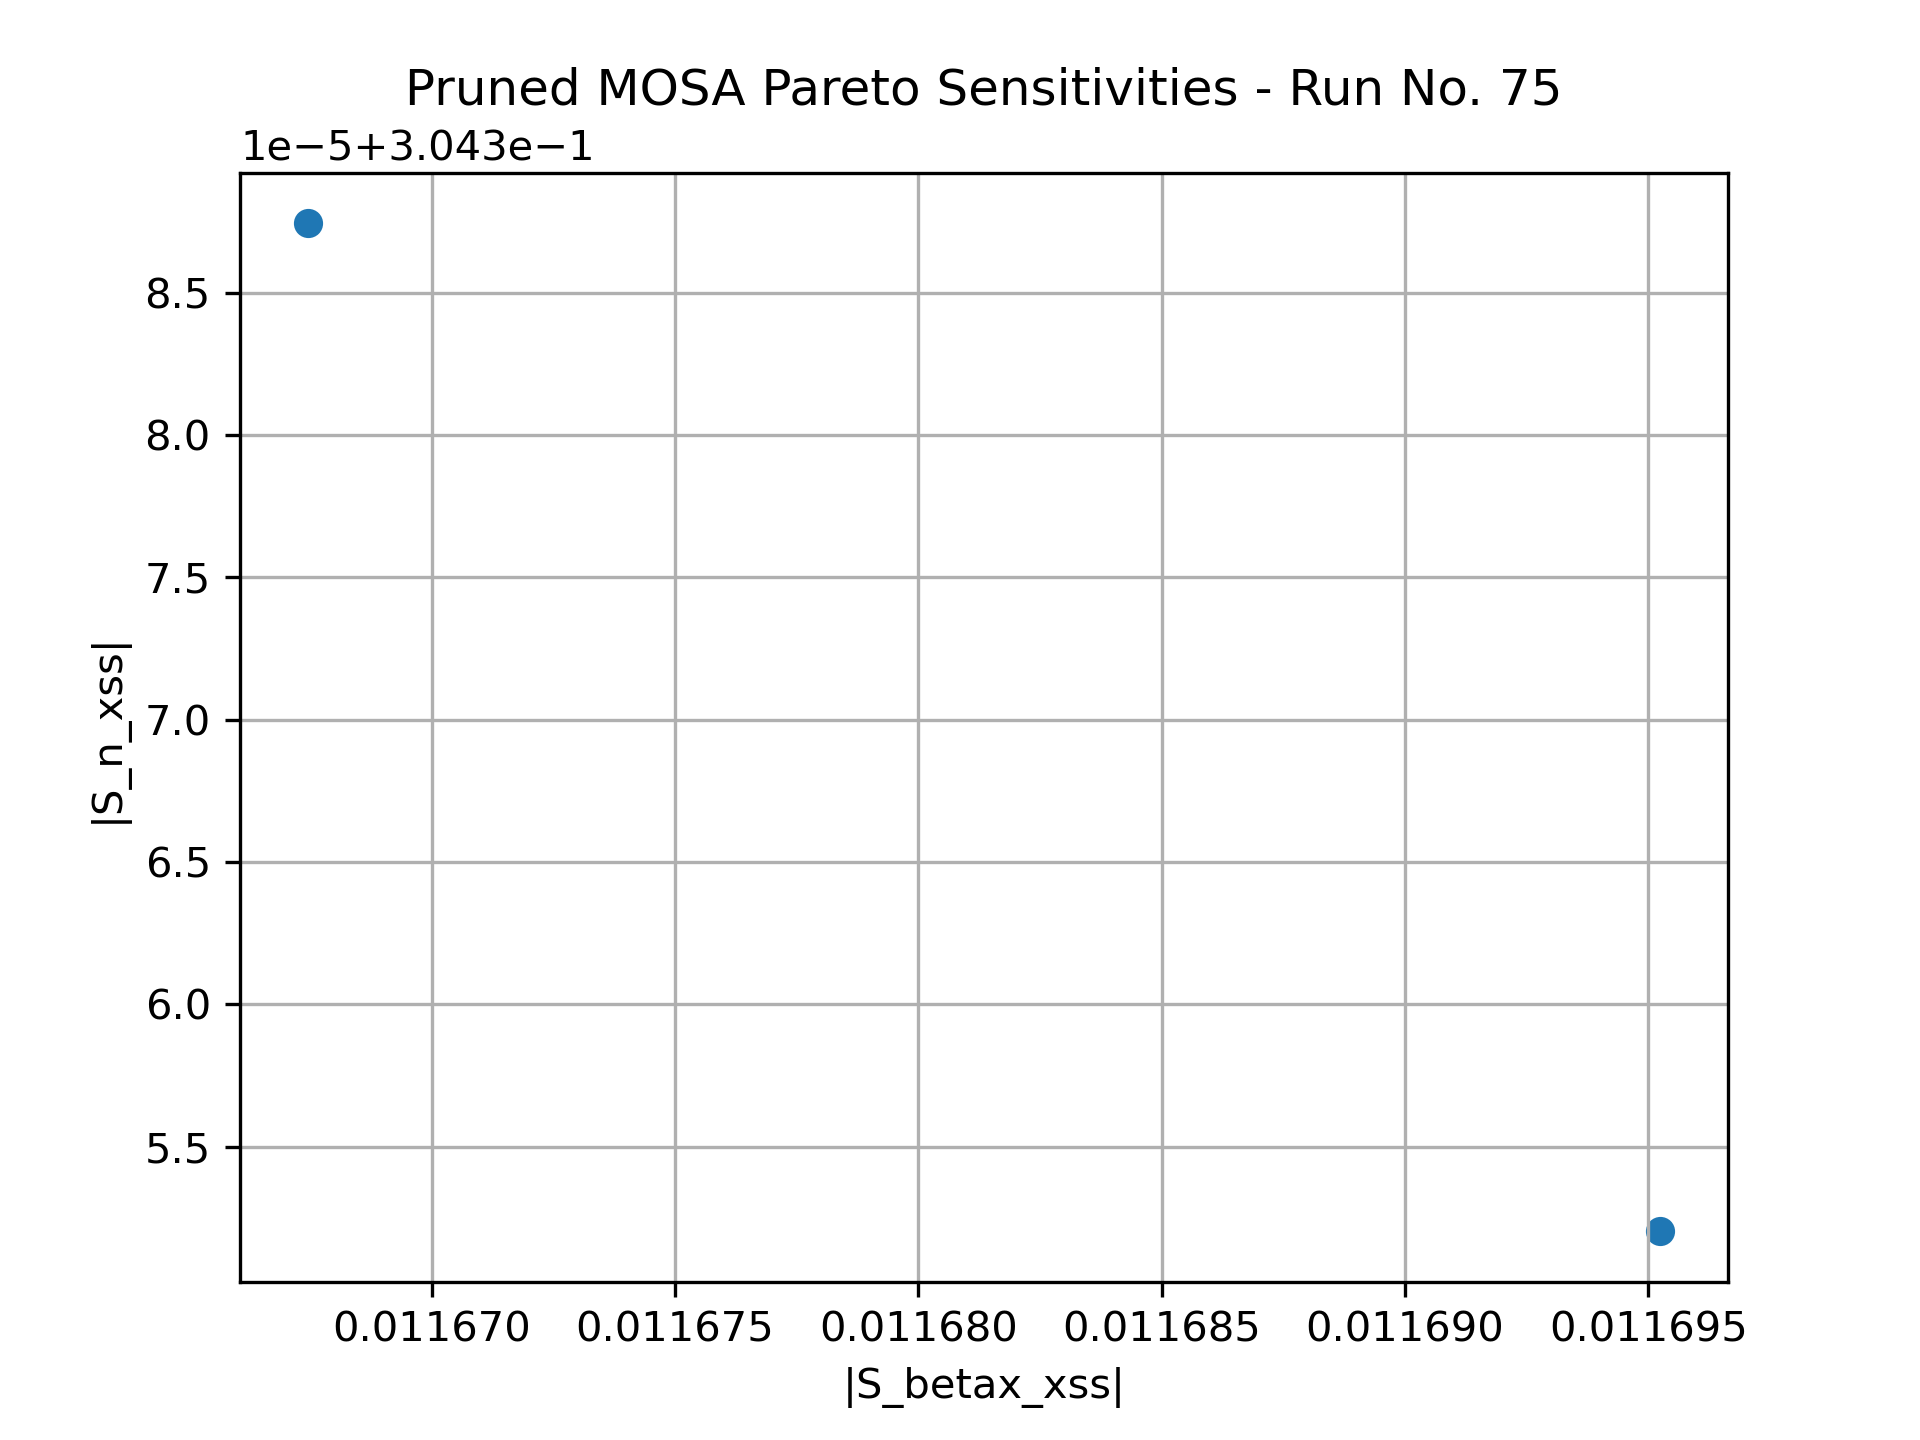 Pruned MOSA Pareto Sensitivities - Run No. 75
1e−5+3.043e−1
8.5
8.0
7.5
7.0
6.5
6.0
5.5
|S_n_xss|
0.011670 0.011675 0.011680 0.011685 0.011690 0.011695
|S_betax_xss|